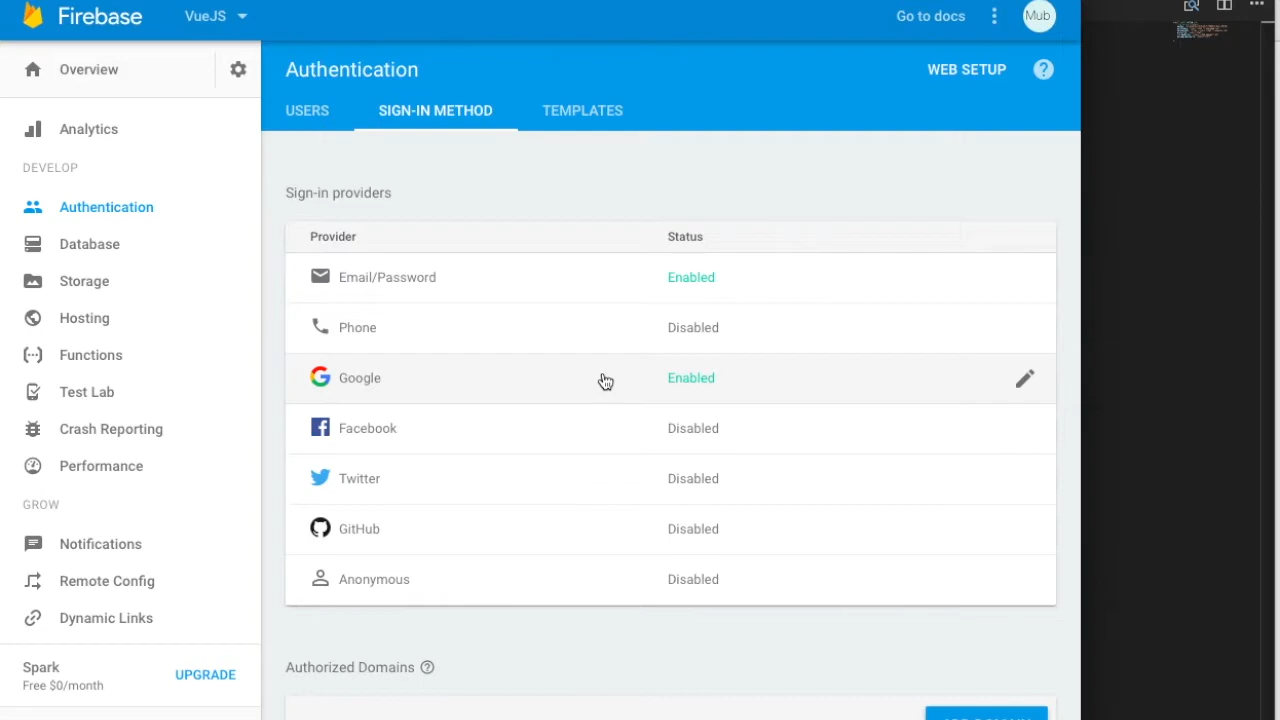 Firebase
VueJS
Go to docs
Mub
Overview
Authentication
WEB SETUP
USERS
SIGN-IN METHOD
TEMPLATES
Analytics
DEVELOP
Authentication
Database
Storage
Hosting
Functions
Test Lab
Crash Reporting
Performance
GROW
Notifications
Remote Config
Dynamic Links
Spark
Free $0/month
UPGRADE
Sign-in providers
Provider Status
Email/Password Enabled
Phone Disabled
Google Enabled
Facebook Disabled
Twitter Disabled
GitHub Disabled
Anonymous Disabled
Authorized Domains